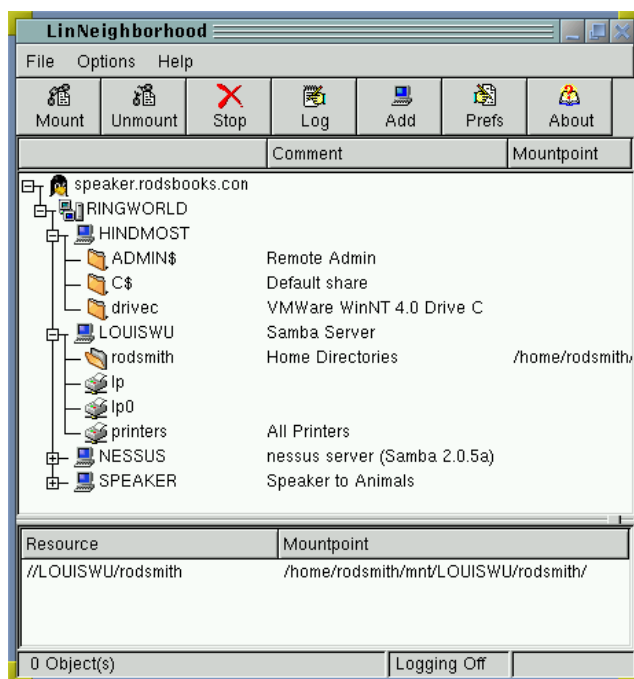 LinNeighborhood
File Options Help
Mount Unmount Stop Log Add Prefs About
Comment Mountpoint
speaker.rodsbooks.con
RINGWORLD
HINDMOST
ADMIN$ Remote Admin
C$ Default share
drivec VMWare WinNT 4.0 Drive C
LOUISWU Samba Server
rodsmith Home Directories /home/rodsmith/
lp
lp0
printers All Printers
NESSUS nessus server (Samba 2.0.5a)
SPEAKER Speaker to Animals
Resource Mountpoint
//LOUISWU/rodsmith /home/rodsmith/mnt/LOUISWU/rodsmith/
0 Object(s) Logging Off